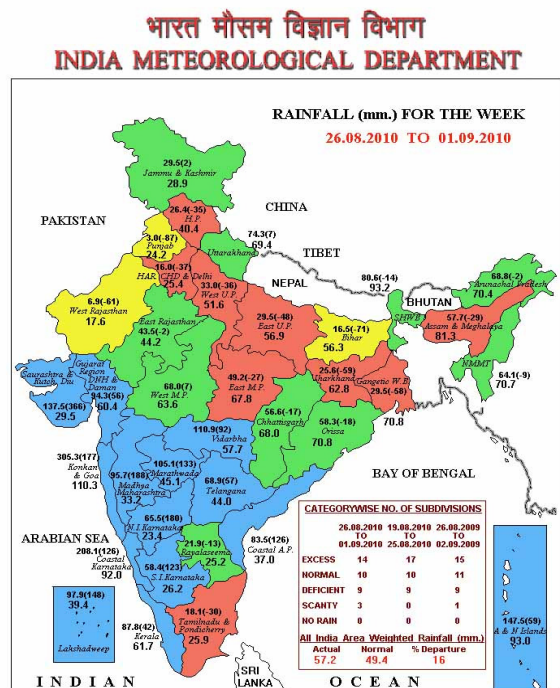 भारत मौसम विज्ञान विभाग
INDIA METEOROLOGICAL DEPARTMENT
RAINFALL (mm.) FOR THE WEEK
26.08.2010 TO 01.09.2010
29.5(2)
Jammu & Kashmir
28.9
CHINA
26.4(-35)
H.P.
40.4
PAKISTAN
3.0(-87)
Punjab
24.2
74.3(7)
69.4
Uttarakhand
TIBET
16.0(-37)
HAR. CHD & Delhi
25.4
NEPAL
33.0(-36)
West U.P.
51.6
80.6(-14)
93.2
68.8(-2)
Arunachal Pradesh
70.4
BHUTAN
6.9(-61)
West Rajasthan
17.6
East Rajasthan
43.5(-2)
44.2
29.5(-48)
East U.P.
56.9
16.5(-71)
Bihar
56.3
SHWB
57.7(-29)
Assam & Meghalaya
81.3
NMMT
64.1(-9)
70.7
Saurashtra &
Kutch, Diu
137.5(366)
29.5
Gujarat
Region
DNH &
Daman
94.3(56)
60.4
68.0(7)
West M.P.
63.6
49.2(-27)
East M.P.
67.8
25.6(-59)
Jharkhand
62.8
Gangetic W.B.
29.5(-58)
70.8
56.6(-17)
Chhattisgarh
68.0
58.3(-18)
Orissa
70.8
110.9(92)
Vidarbha
57.7
305.3(177)
Konkan
& Goa
110.3
95.7(188)
Madhya
Maharashtra
33.2
105.1(133)
Marathwada
45.1
68.9(57)
Telangana
44.0
BAY OF BENGAL
65.5(180)
N.I.Karnataka
23.4
ARABIAN SEA
208.1(126)
Coastal
Karnataka
92.0
21.9(-13)
Rayalaseema
25.2
83.5(126)
Coastal A.P.
37.0
58.4(123)
S.I.Karnataka
26.2
97.9(148)
39.4
Lakshadweep
87.8(42)
Kerala
61.7
18.1(-30)
Tamilnadu &
Pondicherry
25.9
CATEGORYWISE NO. OF SUBDIVISIONS
26.08.2010 19.08.2010 26.08.2009
TO TO TO
01.09.2010 25.08.2010 02.09.2009
EXCESS 14 17 15
NORMAL 10 10 11
DEFICIENT 9 9 9
SCANTY 3 0 1
NO RAIN 0 0 0
All India Area Weighted Rainfall (mm.)
Actual Normal % Departure
57.2 49.4 16
147.5(59)
A & N Islands
93.0
SRI
LANKA
INDIAN OCEAN